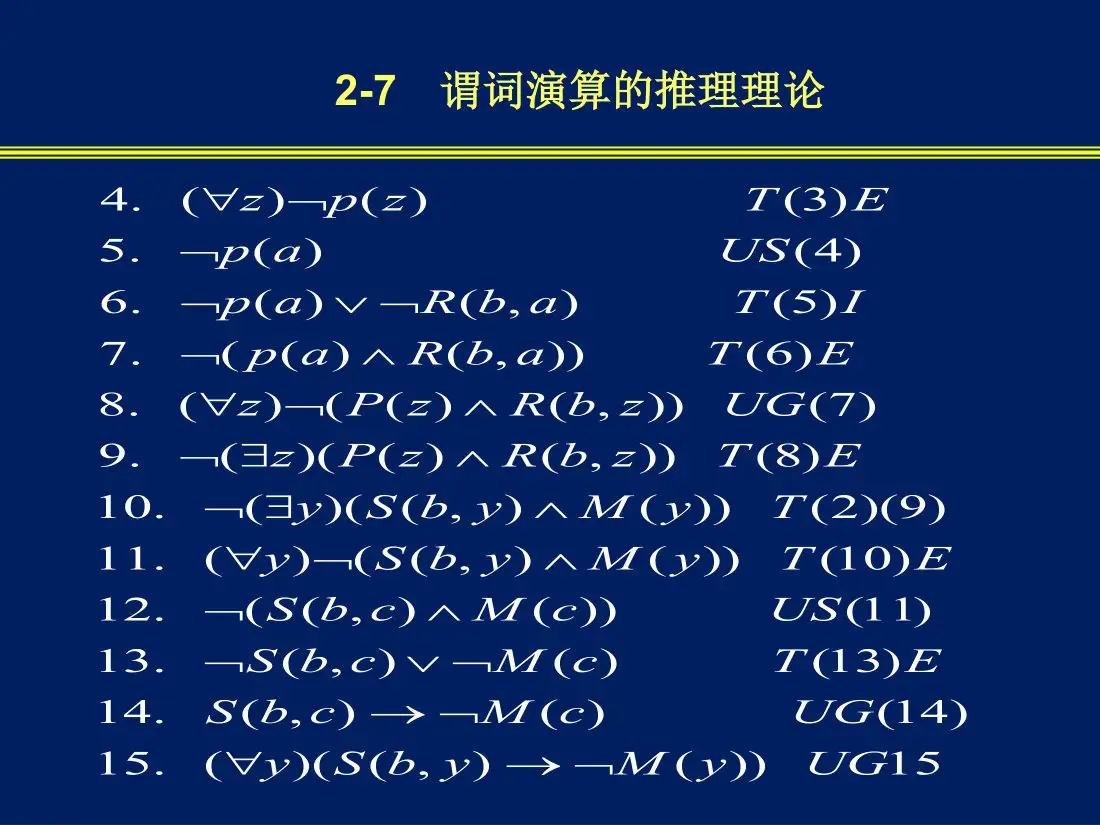 2-7 谓词演算的推理理论
4. (∀z)¬p(z) T(3)E
5. ¬p(a) US(4)
6. ¬p(a)∨¬R(b,a) T(5)I
7. ¬(p(a)∧R(b,a)) T(6)E
8. (∀z)¬(P(z)∧R(b,z)) UG(7)
9. ¬(∃z)(P(z)∧R(b,z)) T(8)E
10. ¬(∃y)(S(b,y)∧M(y)) T(2)(9)
11. (∀y)¬(S(b,y)∧M(y)) T(10)E
12. ¬(S(b,c)∧M(c)) US(11)
13. ¬S(b,c)∨¬M(c) T(13)E
14. S(b,c)→¬M(c) UG(14)
15. (∀y)(S(b,y)→¬M(y)) UG15